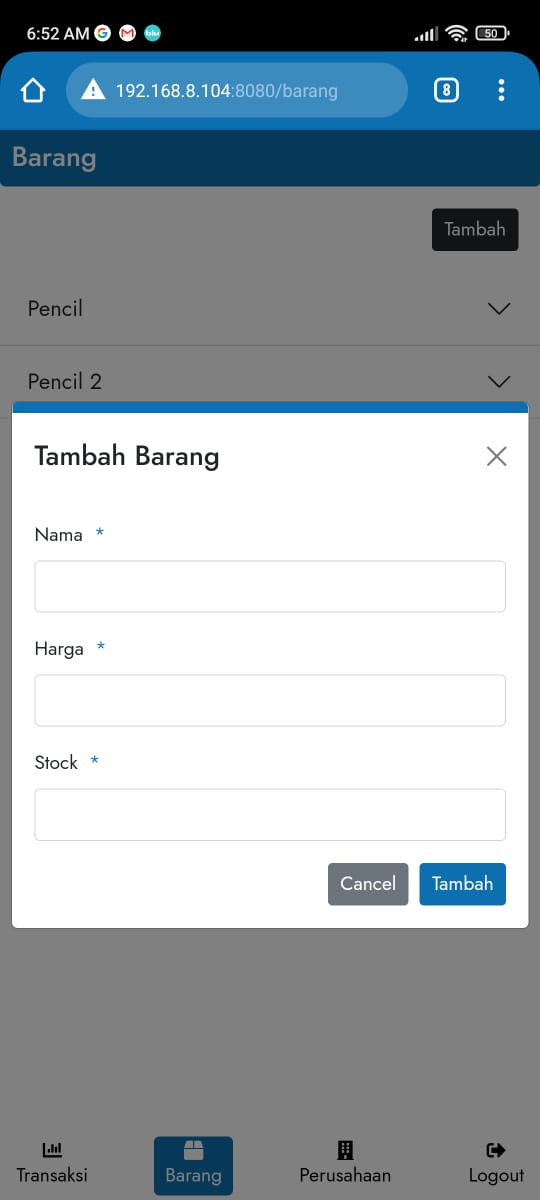 6:52 AM G M blu 50
192.168.8.104:8080/barang 8
Barang
Tambah
Pencil
Pencil 2
Tambah Barang
Nama *
Harga *
Stock *
Cancel Tambah
Transaksi Barang Perusahaan Logout